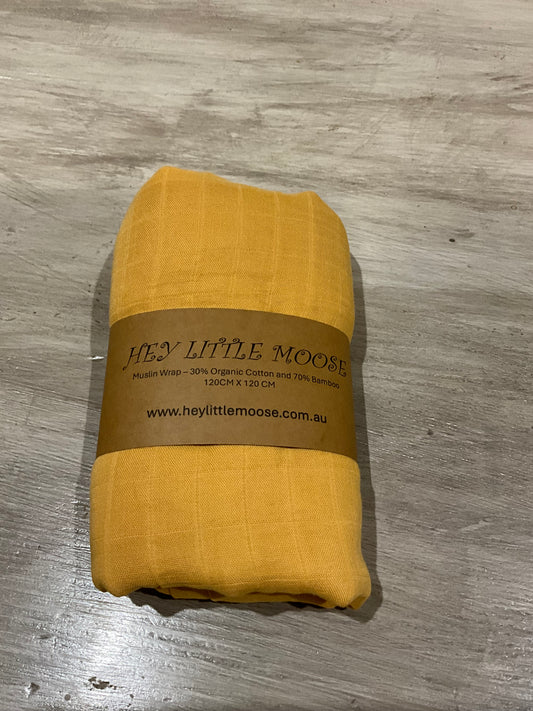 HEY LITTLE MOOSE
Muslin Wrap – 30% Organic Cotton and 70% Bamboo
120CM X 120 CM
www.heylittlemoose.com.au